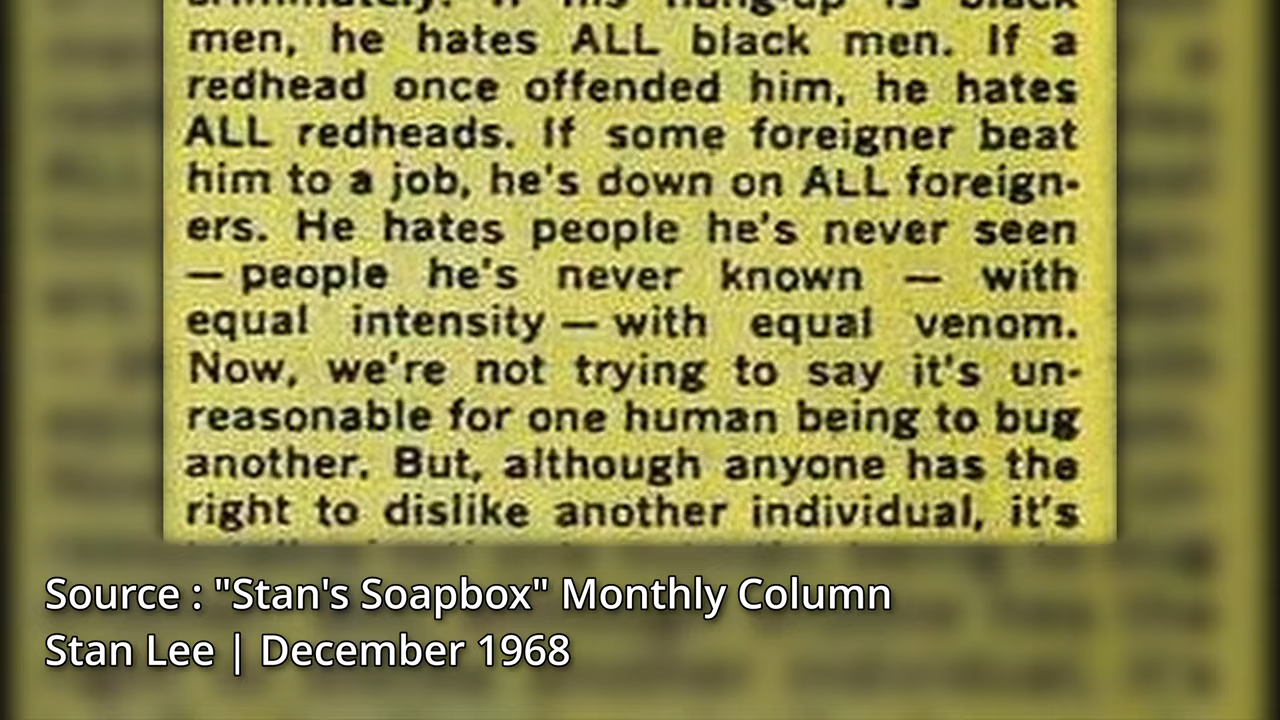 men, he hates ALL black men. If a
redhead once offended him, he hates
ALL redheads. If some foreigner beat
him to a job, he's down on ALL foreign-
ers. He hates people he's never seen
— people he's never known — with
equal intensity — with equal venom.
Now, we're not trying to say it's un-
reasonable for one human being to bug
another. But, although anyone has the
right to dislike another individual, it's
Source : "Stan's Soapbox" Monthly Column
Stan Lee | December 1968